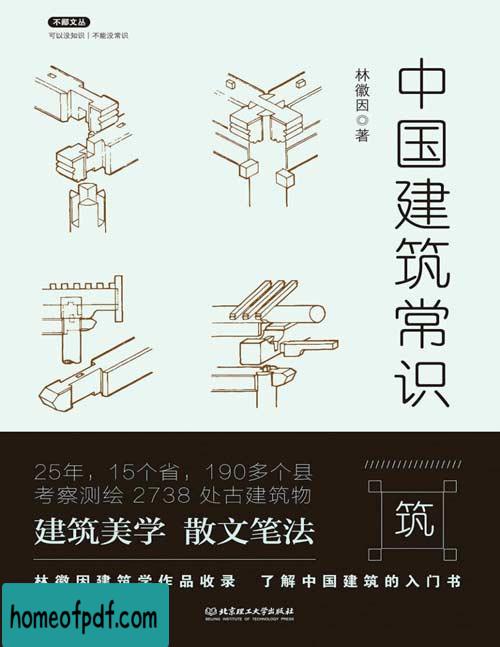 不鄙文丛
可以没知识｜不能没常识
中国建筑常识
林徽因◎著
25年，15个省，190多个县
考察测绘 2738 处古建筑物
建筑美学 散文笔法
筑
林徽因建筑学作品收录 了解中国建筑的入门书
北京理工大学出版社
BEIJING INSTITUTE OF TECHNOLOGY PRESS
homeofpdf.com